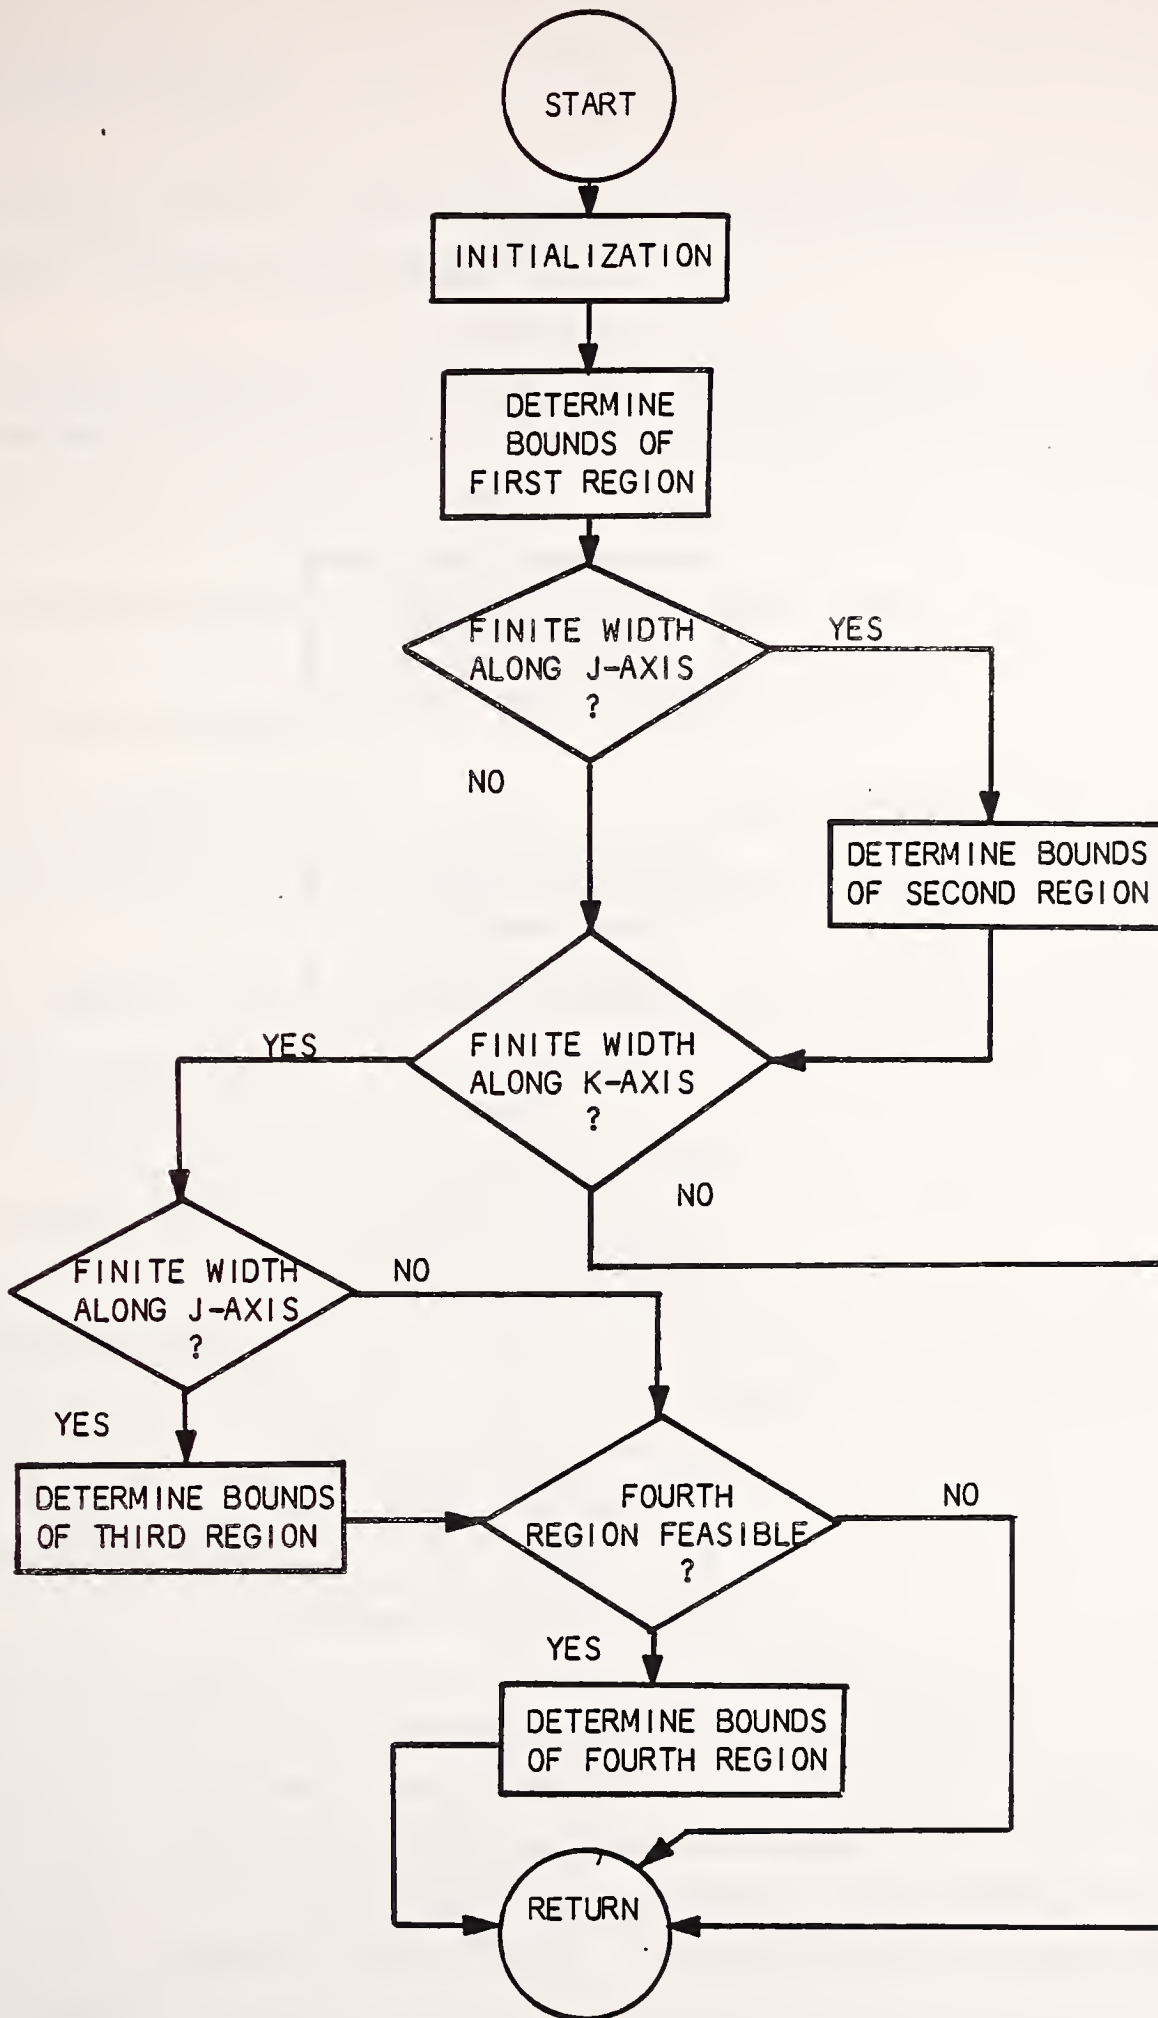 START
INITIALIZATION
DETERMINE
BOUNDS OF
FIRST REGION
FINITE WIDTH
ALONG J-AXIS
?
YES
NO
DETERMINE BOUNDS
OF SECOND REGION
FINITE WIDTH
ALONG K-AXIS
?
YES
NO
FINITE WIDTH
ALONG J-AXIS
?
NO
YES
DETERMINE BOUNDS
OF THIRD REGION
FOURTH
REGION FEASIBLE
?
NO
YES
DETERMINE BOUNDS
OF FOURTH REGION
RETURN